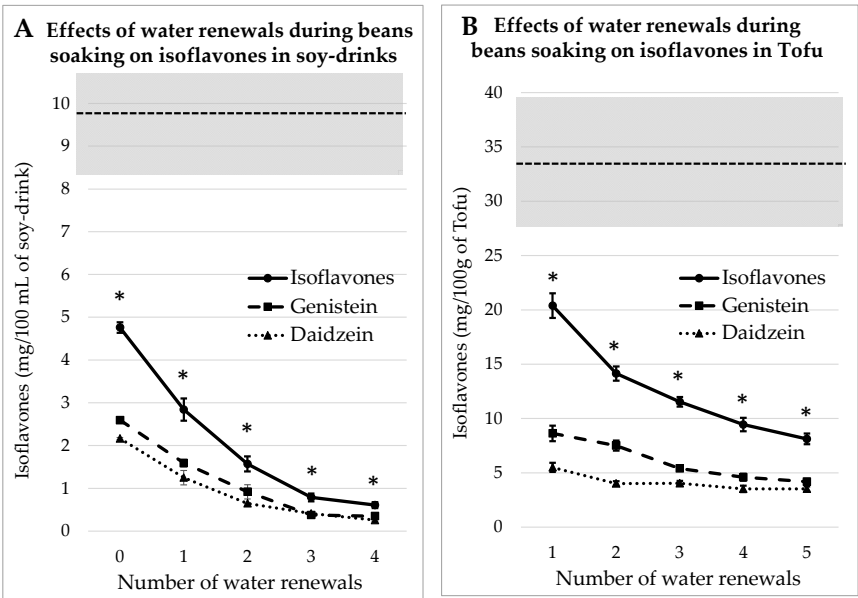 A Effects of water renewals during beans
soaking on isoflavones in soy-drinks
Isoflavones (mg/100 mL of soy-drink)
10
9
8
7
6
5
4
3
2
1
0
* * * * *
Isoflavones
Genistein
Daidzein
0 1 2 3 4
Number of water renewals
B Effects of water renewals during
beans soaking on isoflavones in Tofu
Isoflavones (mg/100g of Tofu)
40
35
30
25
20
15
10
5
0
* * * * *
Isoflavones
Genistein
Daidzein
1 2 3 4 5
Number of water renewals